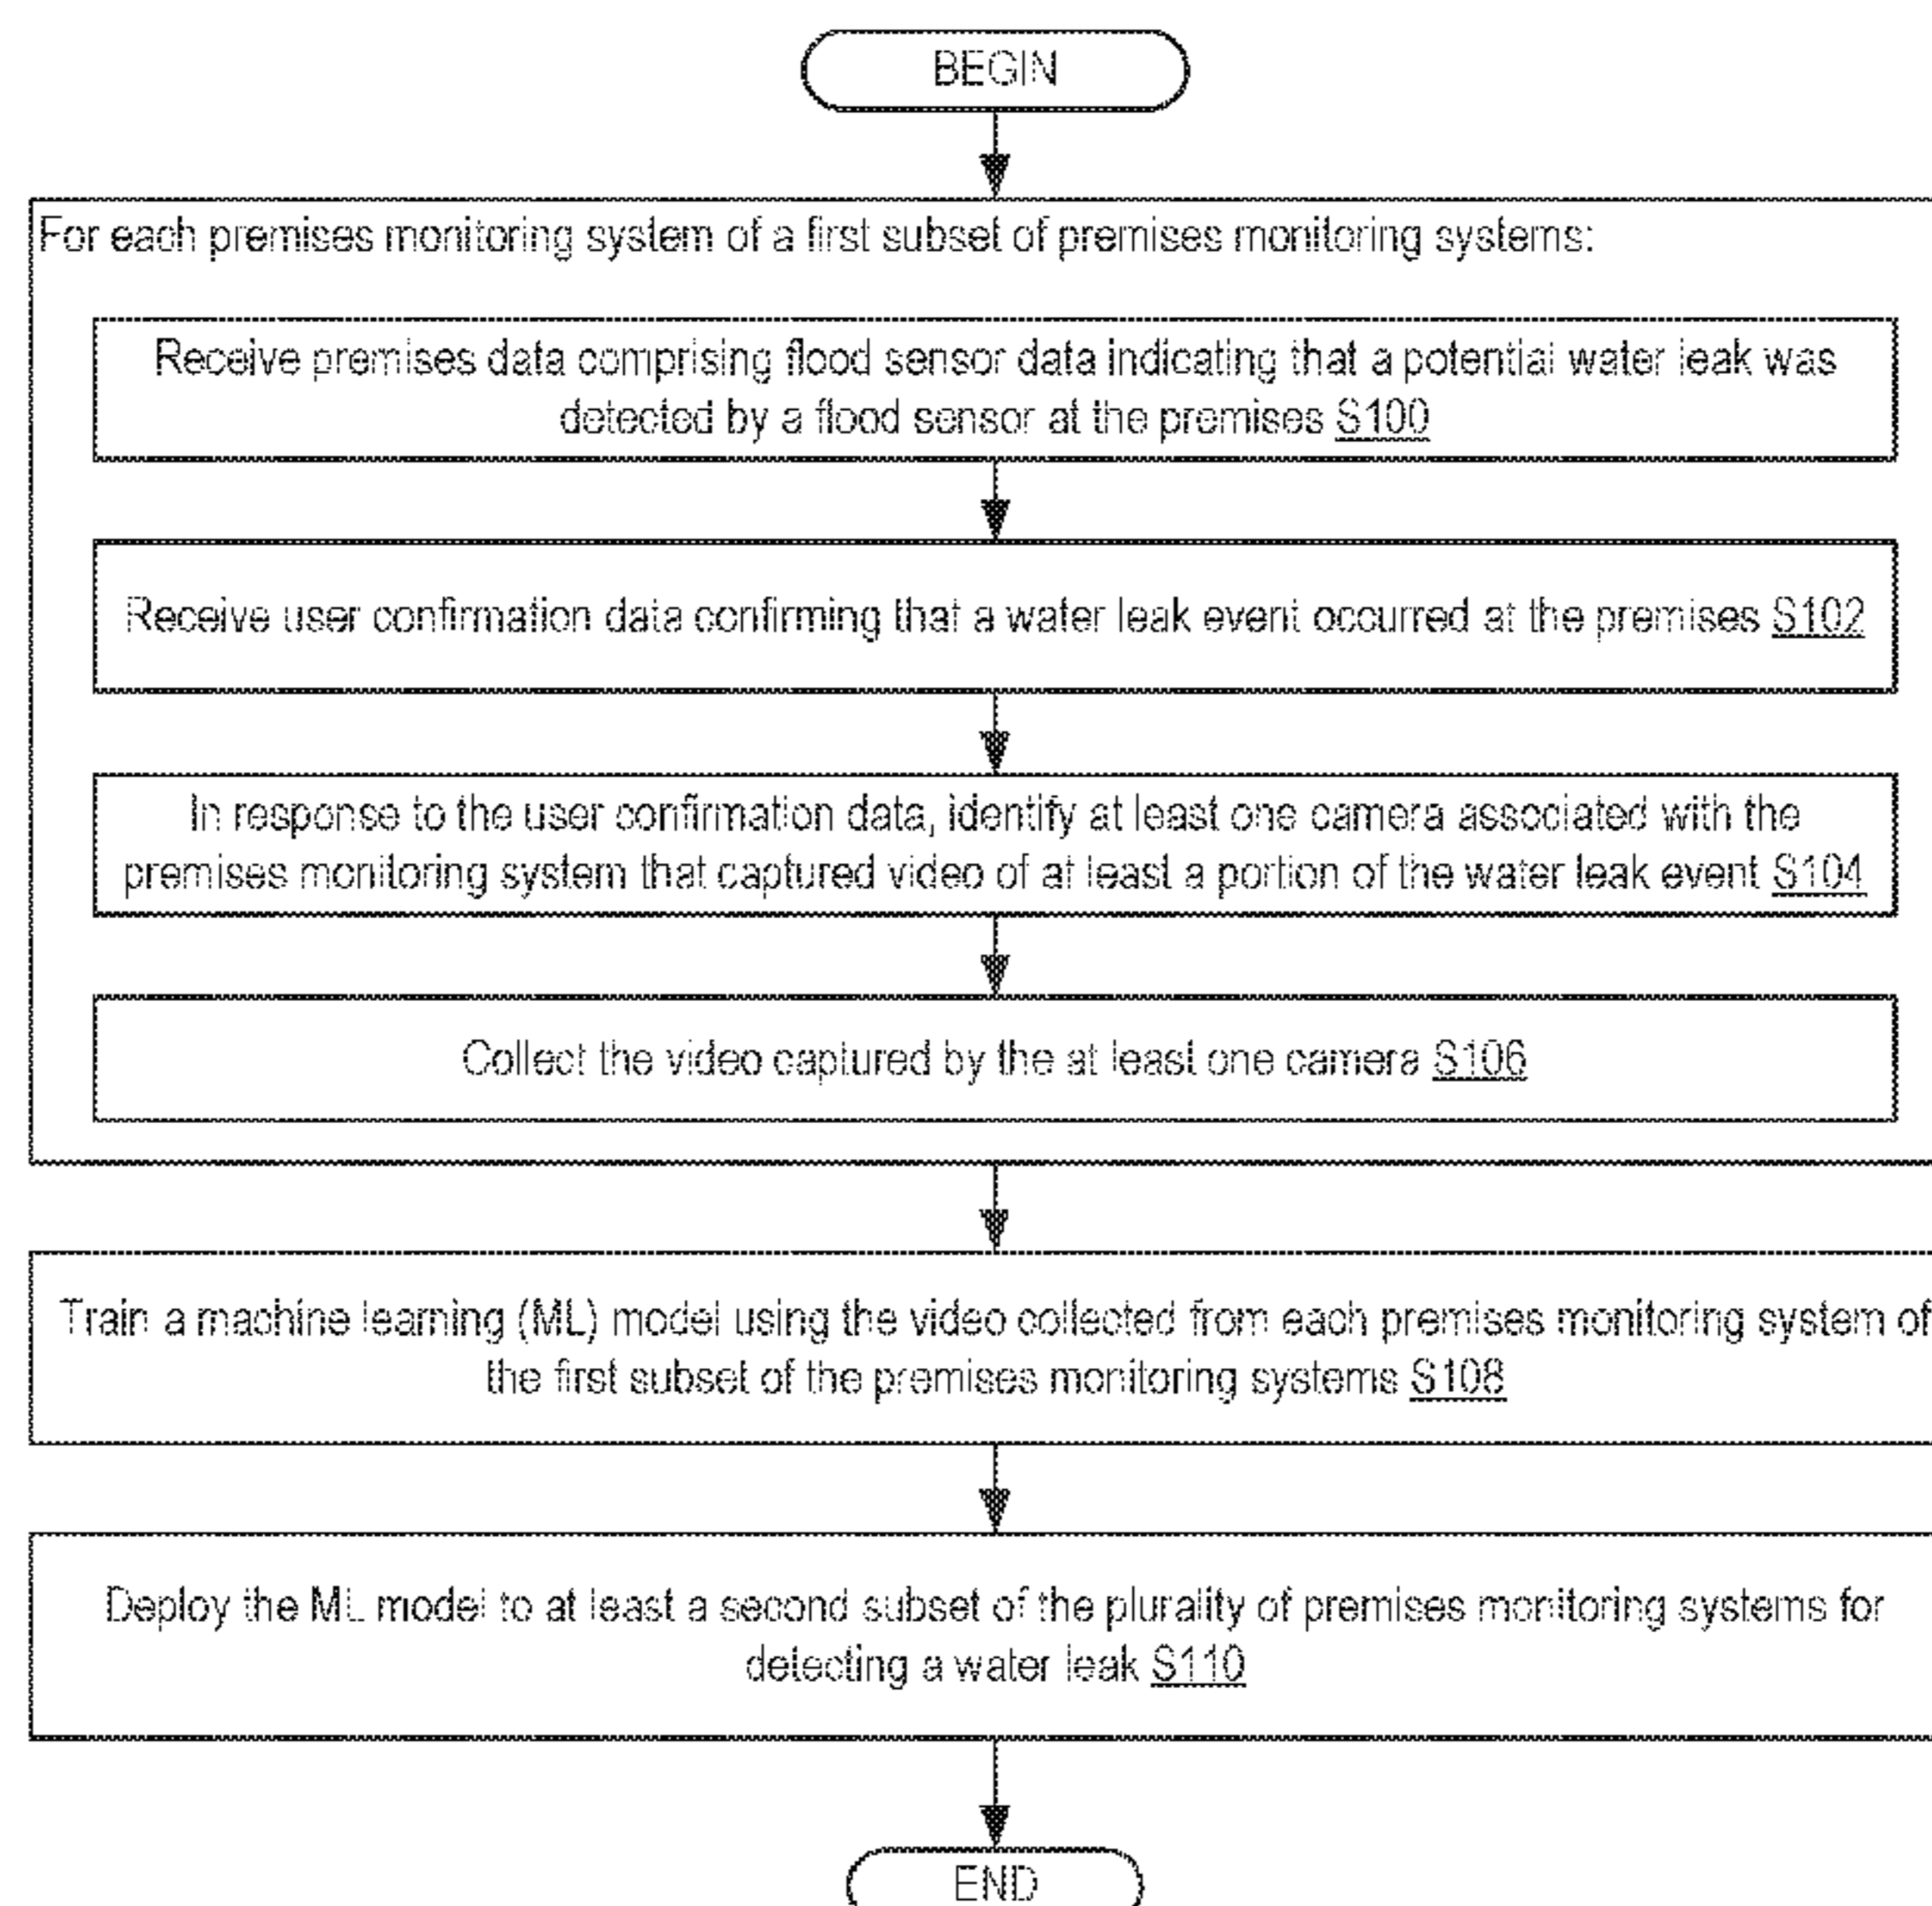 BEGIN
For each premises monitoring system of a first subset of premises monitoring systems:
Receive premises data comprising flood sensor data indicating that a potential water leak was
detected by a flood sensor at the premises S100
Receive user confirmation data confirming that a water leak event occurred at the premises S102
In response to the user confirmation data, identify at least one camera associated with the
premises monitoring system that captured video of at least a portion of the water leak event S104
Collect the video captured by the at least one camera S106
Train a machine learning (ML) model using the video collected from each premises monitoring system of
the first subset of the premises monitoring systems S108
Deploy the ML model to at least a second subset of the plurality of premises monitoring systems for
detecting a water leak S110
END